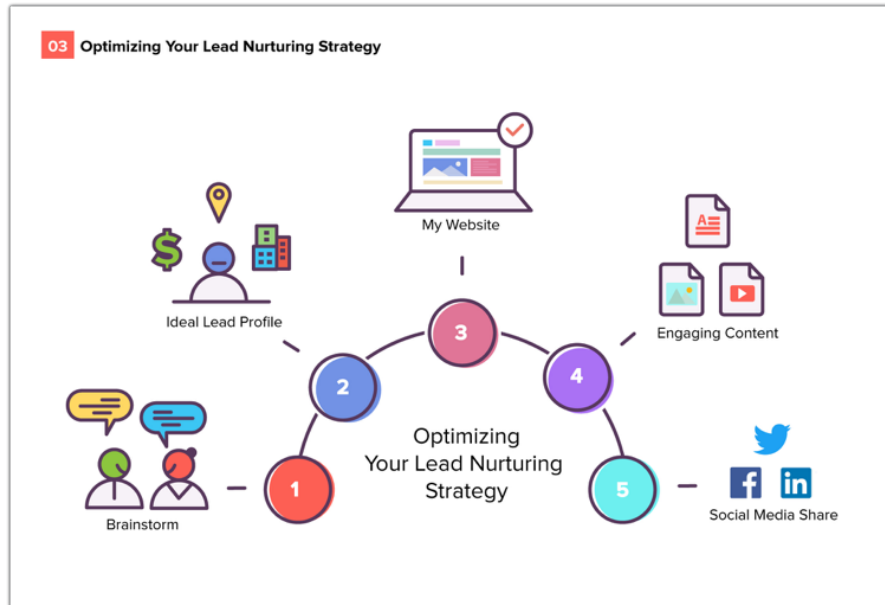 03 Optimizing Your Lead Nurturing Strategy
My Website
Ideal Lead Profile
Engaging Content
Brainstorm
Social Media Share
1
2
3
4
5
Optimizing
Your Lead Nurturing
Strategy
$
A
f
in